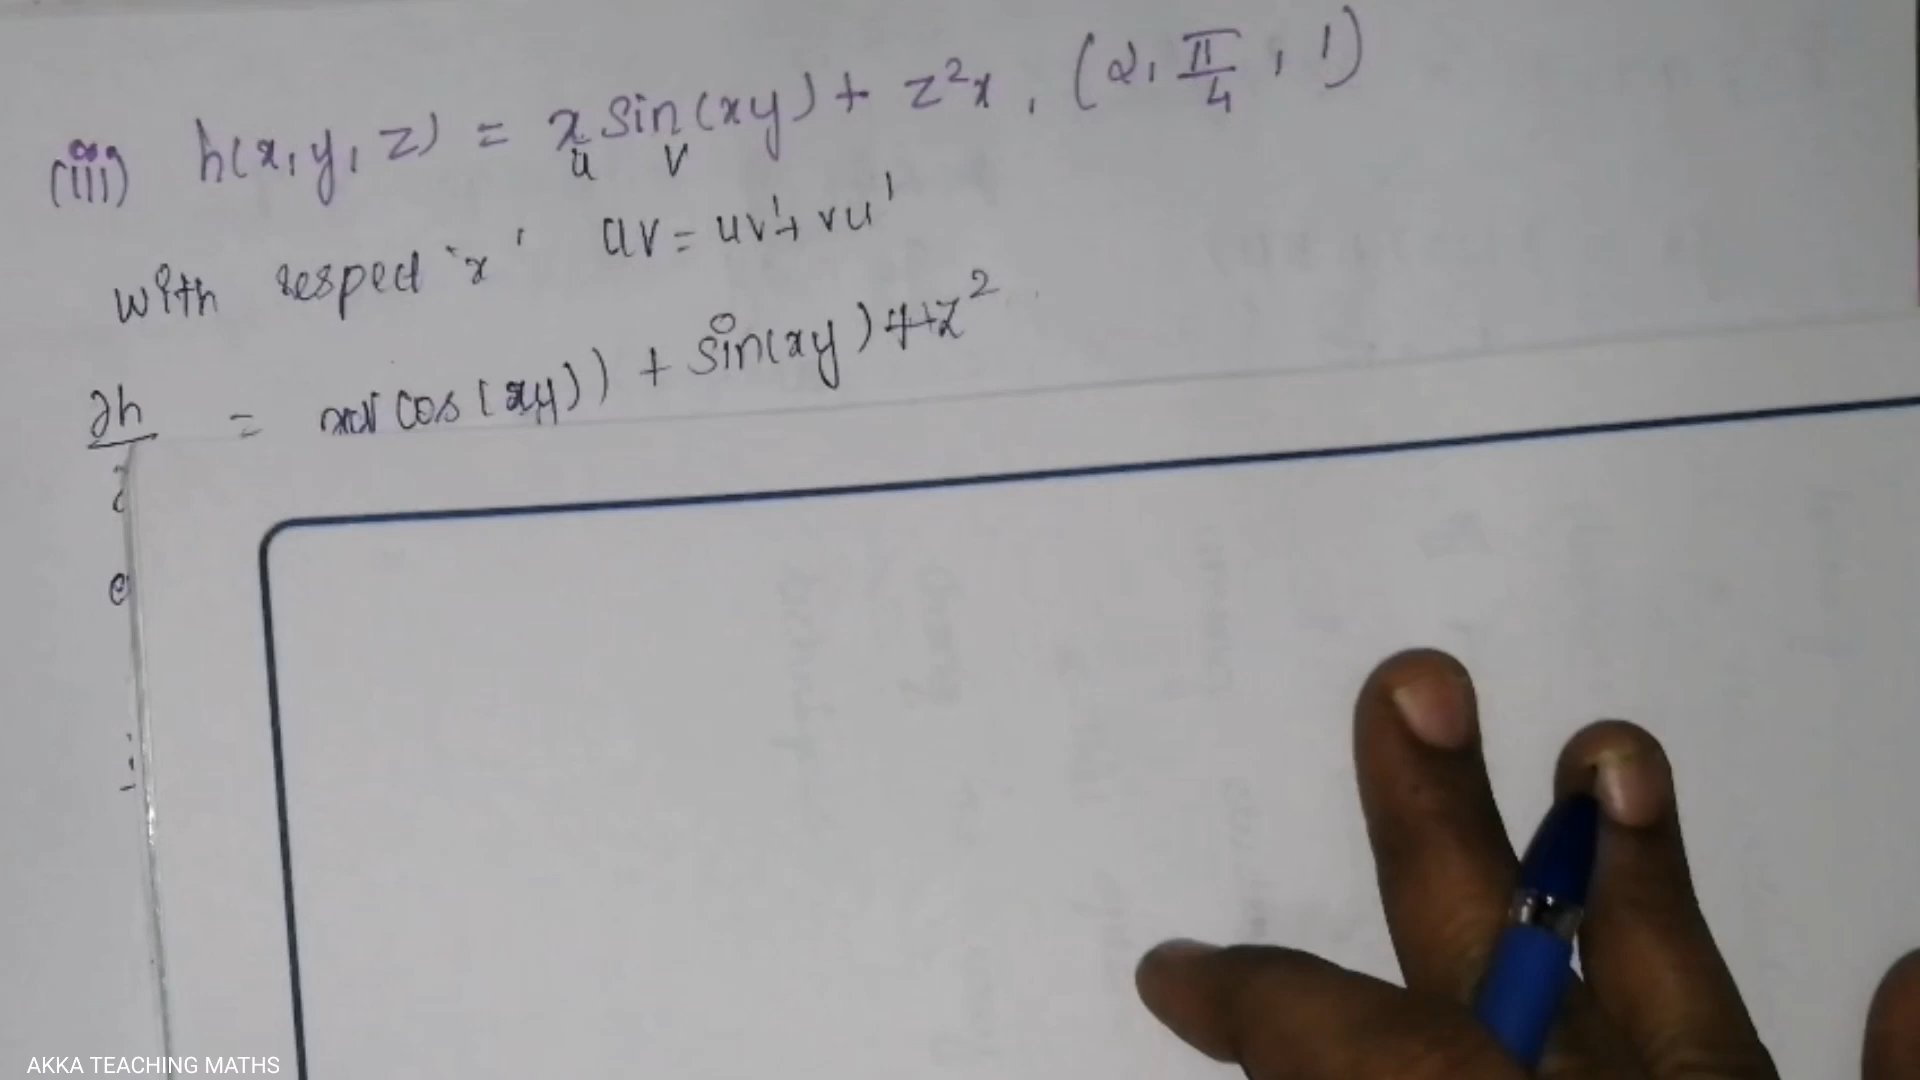 (iii) h(x, y, z) = x sin(xy) + z²x, (2, π/4, 1)
u v
with respect 'x' uv = uv' + vu'
∂h = cos(xy)) + sin(xy) + z²
AKKA TEACHING MATHS